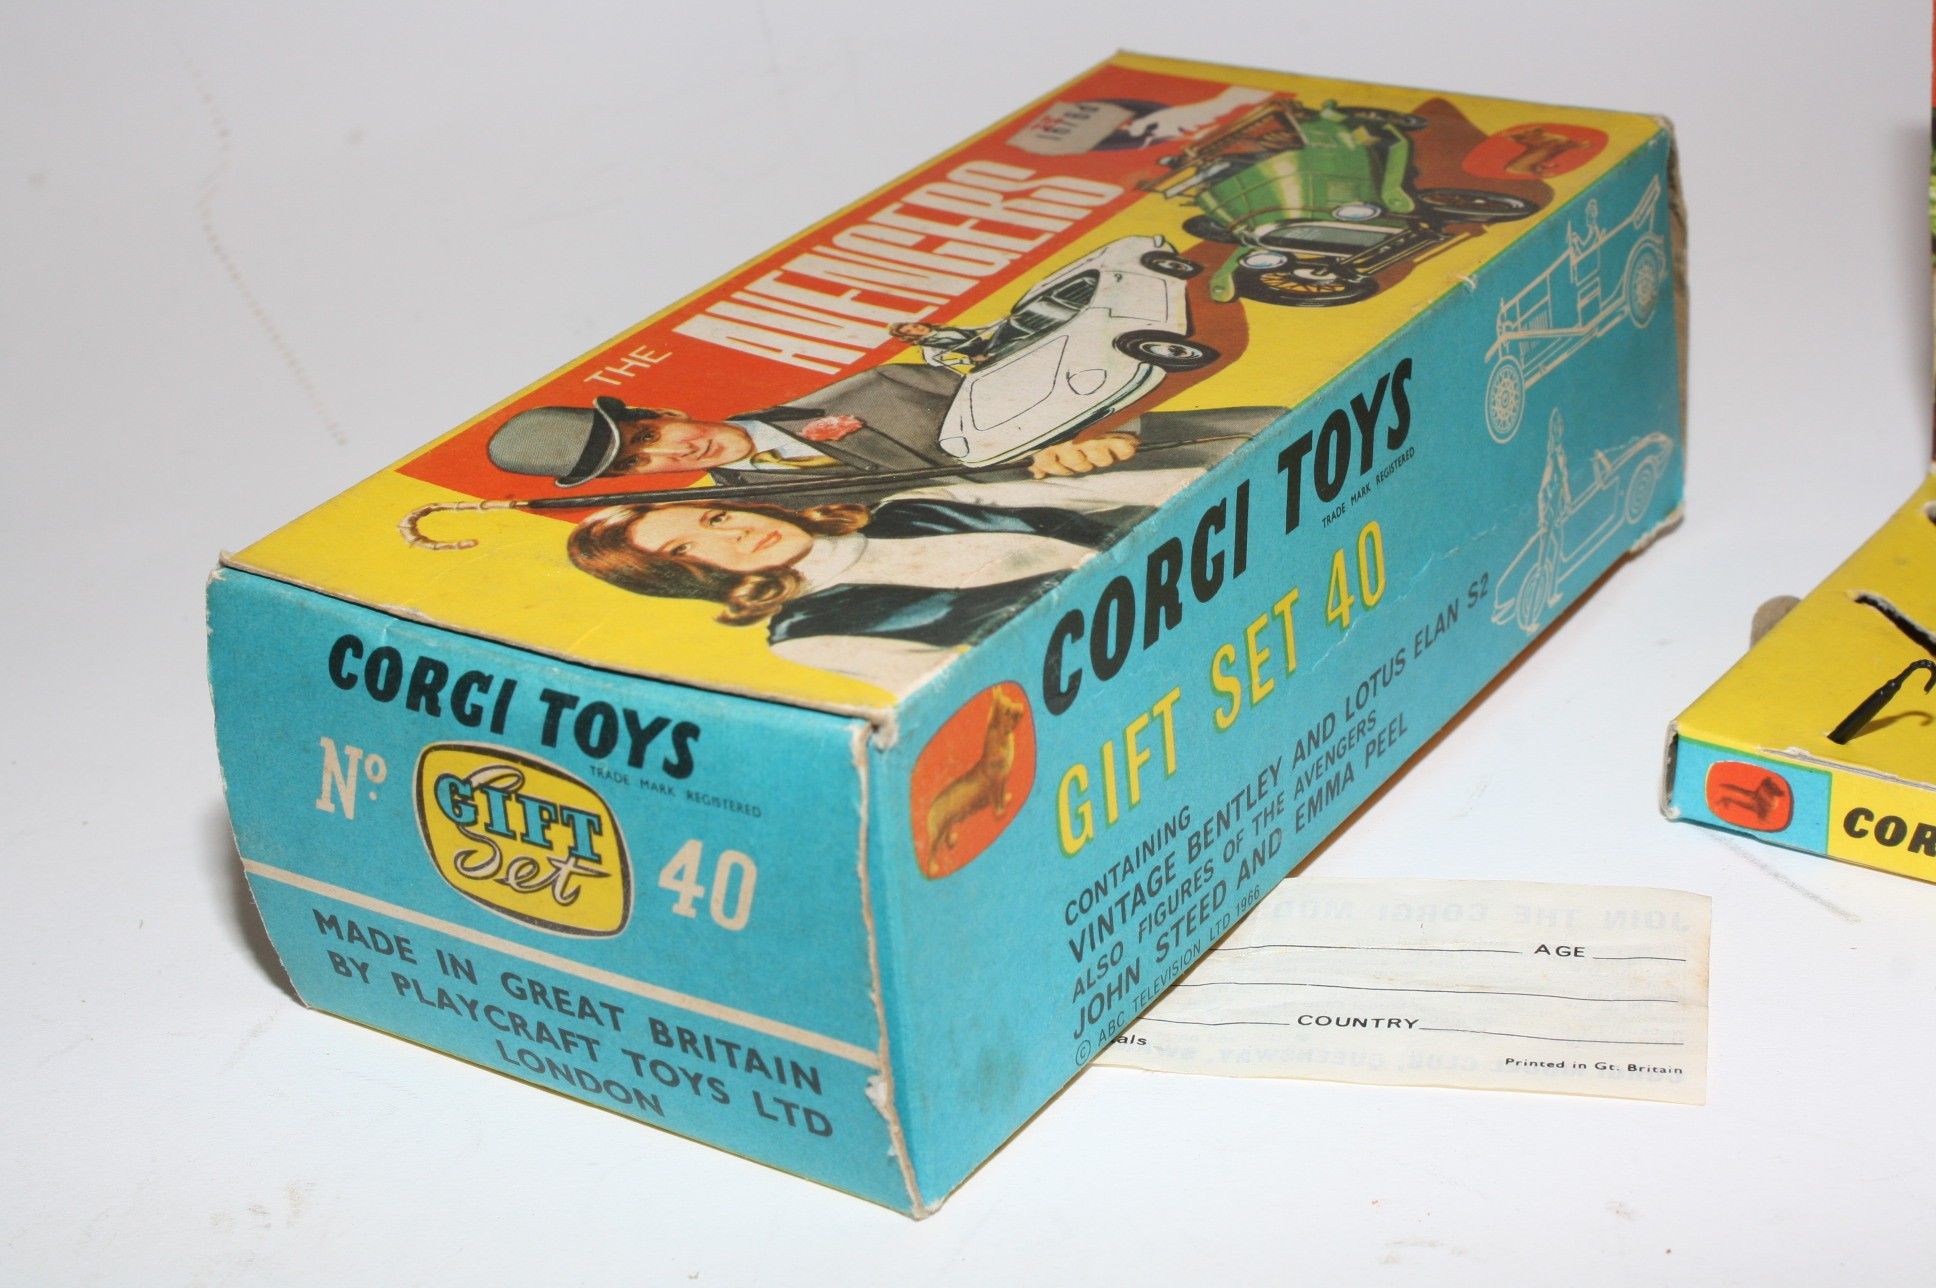 THE
AVENGERS
16/80
CORGI TOYS
TRADE MARK REGISTERED
Nº GIFT Set 40
MADE IN GREAT BRITAIN
BY PLAYCRAFT TOYS LTD
LONDON
CORGI TOYS
TRADE MARK REGISTERED
GIFT SET 40
CONTAINING
VINTAGE BENTLEY AND LOTUS ELAN S2
ALSO FIGURES OF THE AVENGERS
JOHN STEED AND EMMA PEEL
© ABC TELEVISION LTD 1966
AGE
COUNTRY
Printed in Gt. Britain
COR